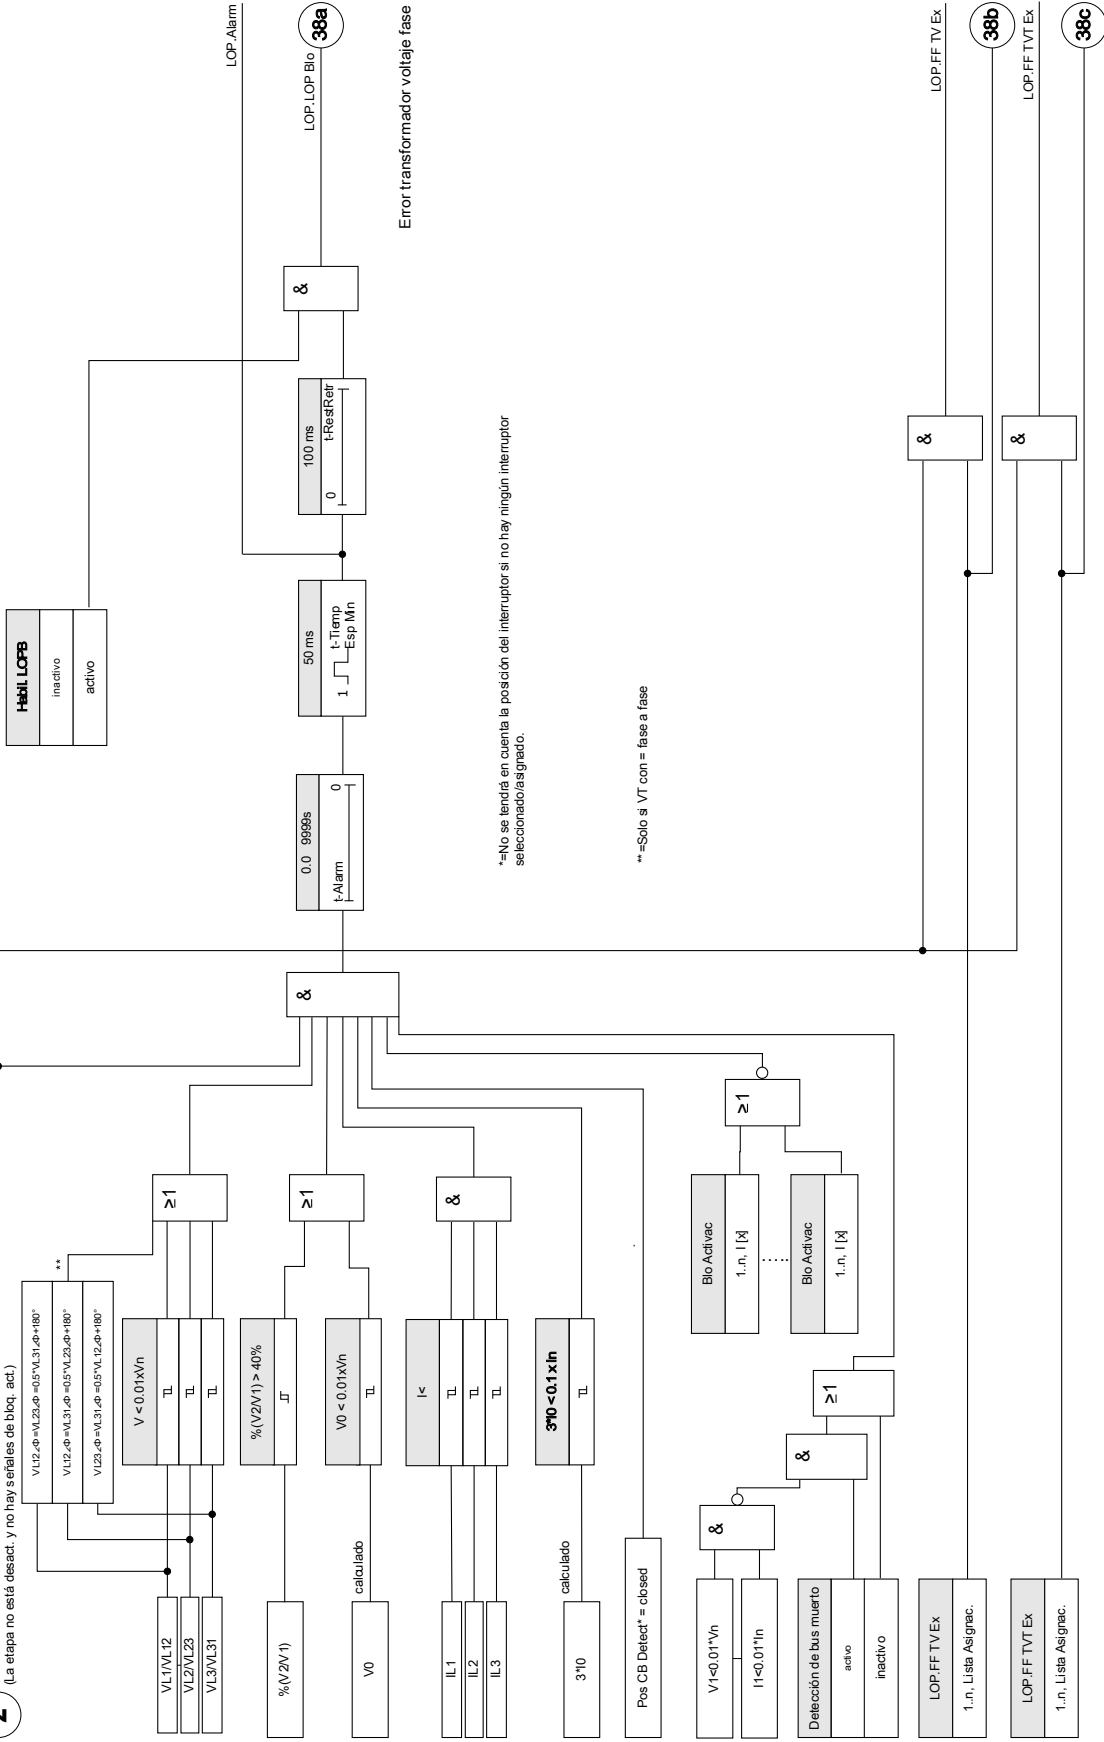 2
(La etapa no está desact. y no hay señales de bloq. act.)
Habil. LOPB
inactivo
activo
VL12∠Φ=VL23∠Φ=0.5*VL31∠Φ+180°
VL12∠Φ=VL31∠Φ=0.5*VL23∠Φ+180°
VL23∠Φ=VL31∠Φ=0.5*VL12∠Φ+180°
**
VL1/VL12
VL2/VL23
VL3/VL31
V < 0.01xVn
≥1
%(V2/V1)
%(V2/V1) > 40%
V0
calculado
V0 < 0.01xVn
≥1
IL1
IL2
IL3
I<
&
3*I0
calculado
3*I0 < 0.1 x In
Pos CB Detect* = closed
V1<0.01*Vn
I1<0.01*In
&
Detección de bus muerto
activo
inactivo
&
≥1
Blo Activac
1..n, I [x]
Blo Activac
1..n, I [x]
≥1
&
0.0 9999s
t-Alarm
0
50 ms
1
t-Tiemp
Esp Min
100 ms
0
t-RestRetr
&
LOP.Alarm
LOP.LOP Blo
38a
Error transformador voltaje fase
*=No se tendrá en cuenta la posición del interruptor si no hay ningún interruptor
seleccionado/asignado.
**=Solo si VT con = fase a fase
LOP.FF TV Ex
1..n, Lista Asignac.
&
LOP.FF TV Ex
38b
LOP.FF TVT Ex
1..n, Lista Asignac.
&
LOP.FF TVT Ex
38c